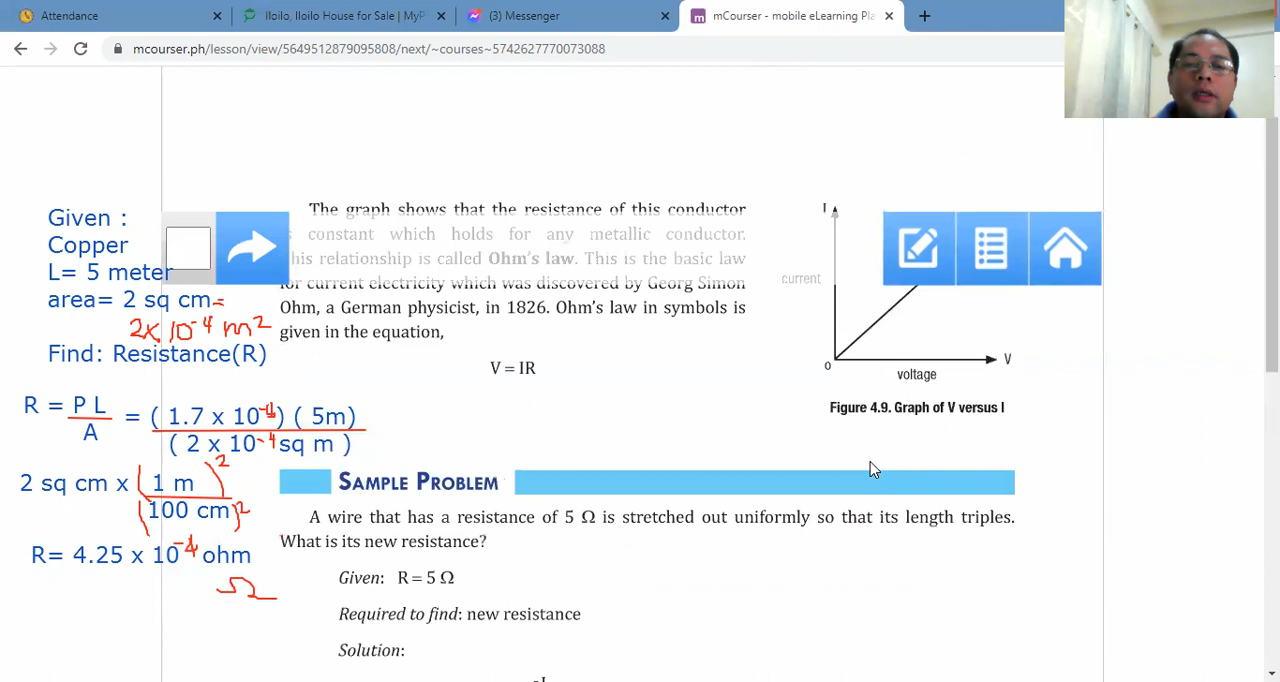 Attendance
Iloilo, Iloilo House for Sale | MyP
(3) Messenger
mCourser - mobile eLearning Pla
mcourser.ph/lesson/view/5649512879095808/next/~courses~5742627770073088
Given :
Copper
L= 5 meter
area= 2 sq cm =
2 x 10-4 m2
Find: Resistance(R)
R = P L = ( 1.7 x 10 ) ( 5m)
A ( 2 x 10-4 sq m )
2 sq cm x ( 1 m )2
(100 cm)2
R= 4.25 x 10-4 ohm
Ω
The graph shows that the resistance of this conductor
constant which holds for any metallic conductor.
his relationship is called Ohm's law. This is the basic law
for current electricity which was discovered by Georg Simon
Ohm, a German physicist, in 1826. Ohm's law in symbols is
given in the equation,
V = IR
I
current
0
V
voltage
Figure 4.9. Graph of V versus I
SAMPLE PROBLEM
A wire that has a resistance of 5 Ω is stretched out uniformly so that its length triples.
What is its new resistance?
Given: R = 5 Ω
Required to find: new resistance
Solution: